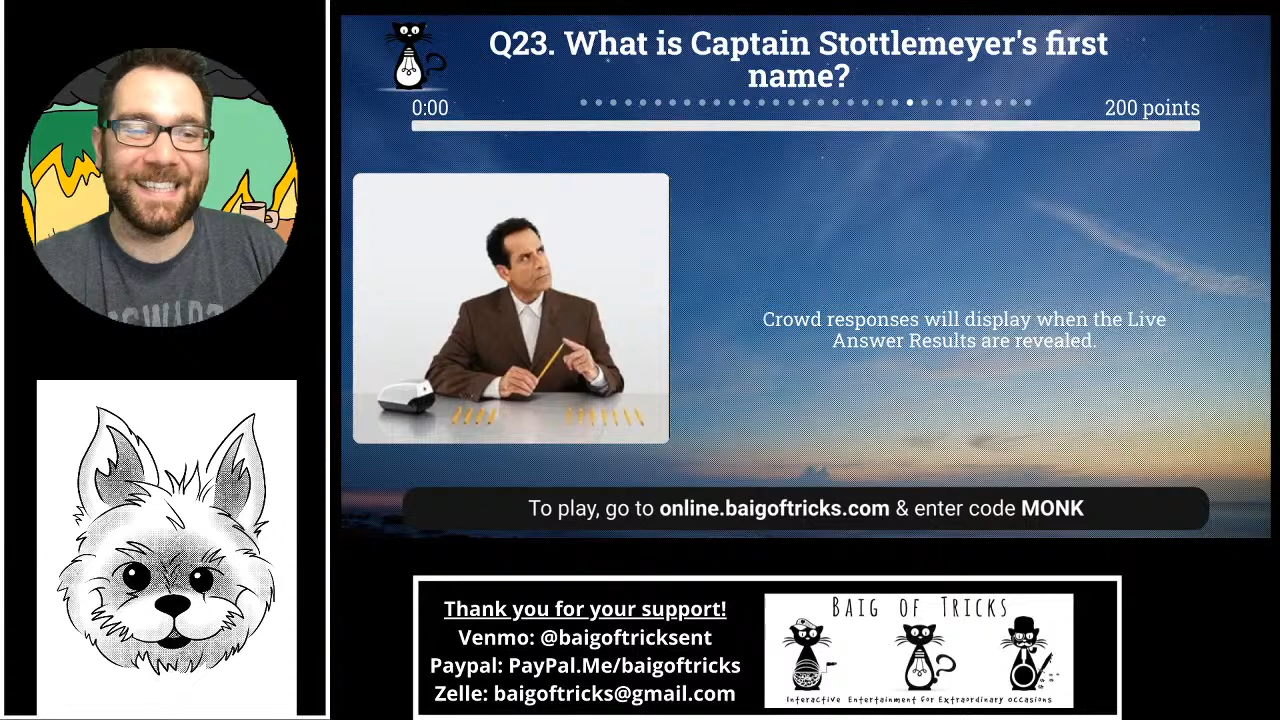 Q23. What is Captain Stottlemeyer's first
name?
0:00
200 points
Crowd responses will display when the Live
Answer Results are revealed.
To play, go to online.baigoftricks.com & enter code MONK
Thank you for your support!
Venmo: @baigoftricksent
Paypal: PayPal.Me/baigoftricks
Zelle: baigoftricks@gmail.com
BAIG OF TRICKS
Interactive Entertainment for Extraordinary occasions